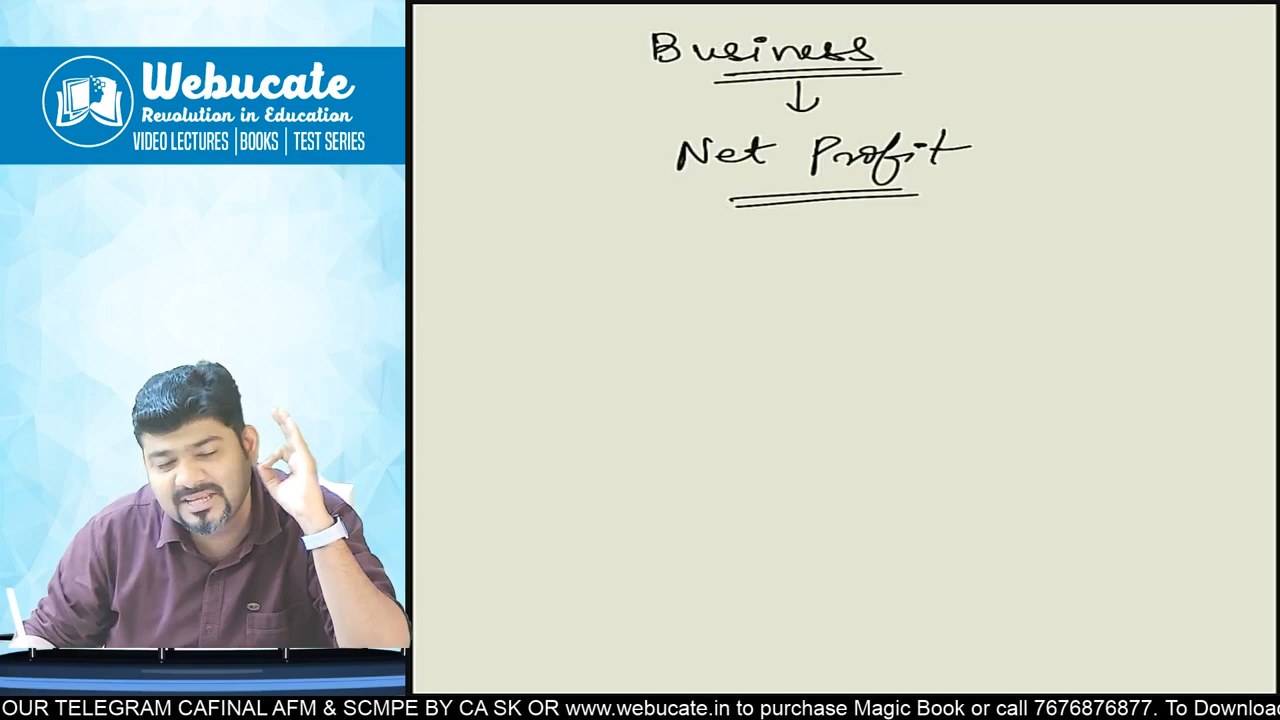 Webucate
Revolution in Education
VIDEO LECTURES | BOOKS | TEST SERIES
Business
↓
Net Profit
OUR TELEGRAM CAFINAL AFM & SCMPE BY CA SK OR www.webucate.in to purchase Magic Book or call 7676876877. To Downloa